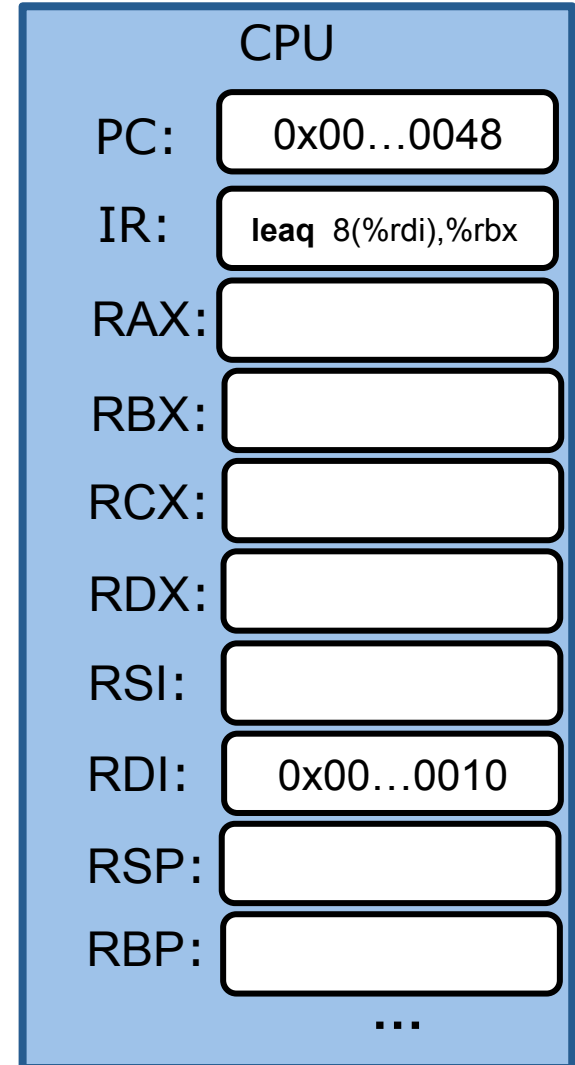 CPU
PC: 0x00...0048
IR: leaq 8(%rdi),%rbx
RAX:
RBX:
RCX:
RDX:
RSI:
RDI: 0x00...0010
RSP:
RBP:
...